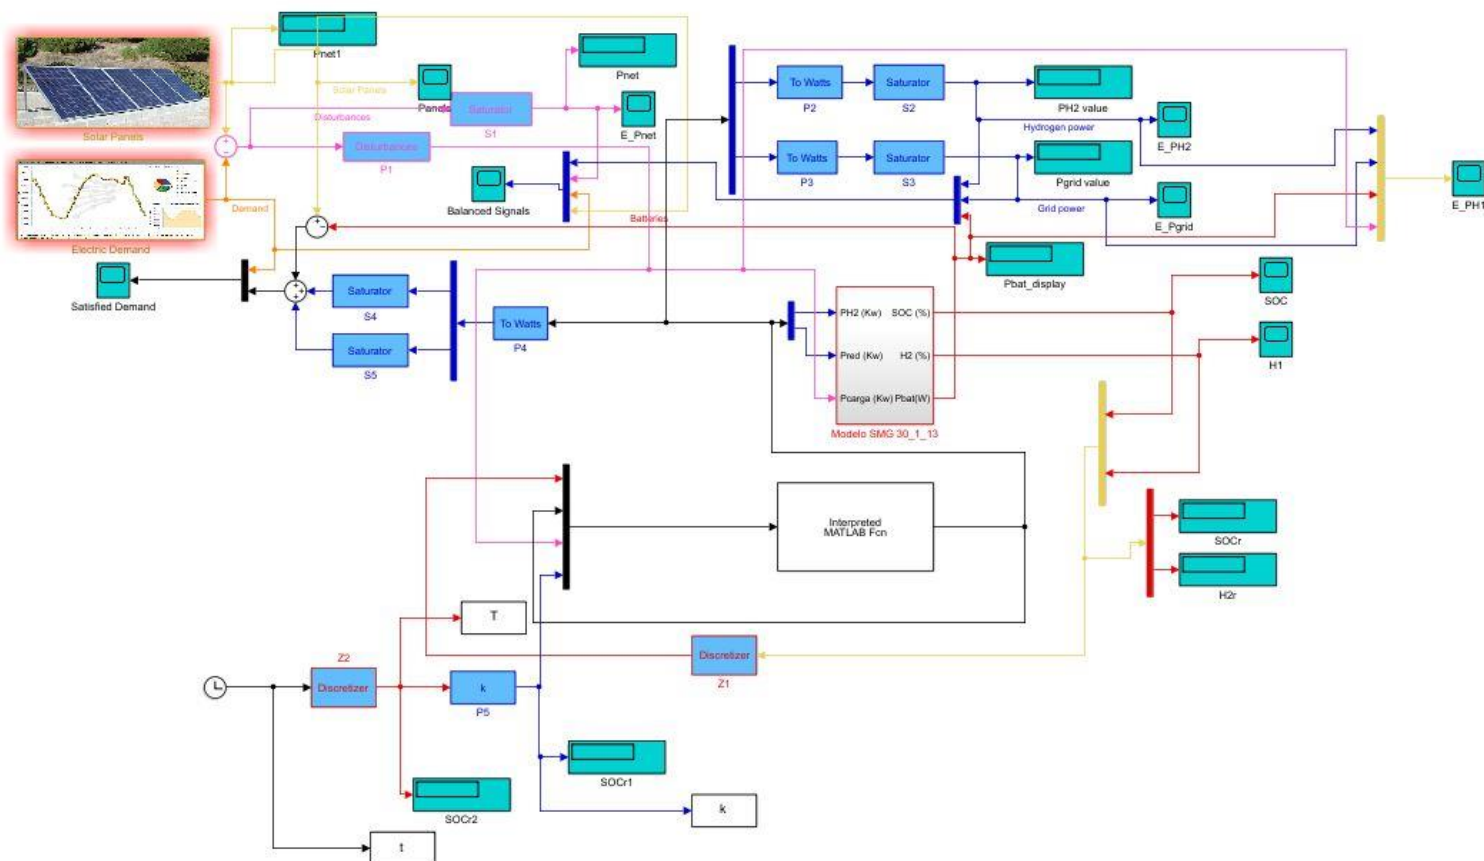 Pnet1
Pnet
Solar Panels
Panels
To Watts
Saturator
P2
S2
PH2 value
Saturator
Disturbances
S1
E_Pnet
Hydrogen power
E_PH2
Solar Panels
Disturbance
P1
To Watts
Saturator
P3
S3
Pgrid value
Balanced Signals
Demand
Batteries
Grid power
E_Pgrid
E_PH1
Electric Demand
Pbat_display
Satisfied Demand
Saturator
S4
SOC
PH2 (Kw)
SOC (%)
To Watts
P4
Saturator
S5
Pred (Kw)
H2 (%)
H1
Pcarga (Kw)
Pbat(W)
Modelo SMG 30_1_13
Interpreted
MATLAB Fcn
SOCr
H2r
T
Z2
Discretizer
Discretizer
Z1
k
P5
SOCr1
SOCr2
k
t